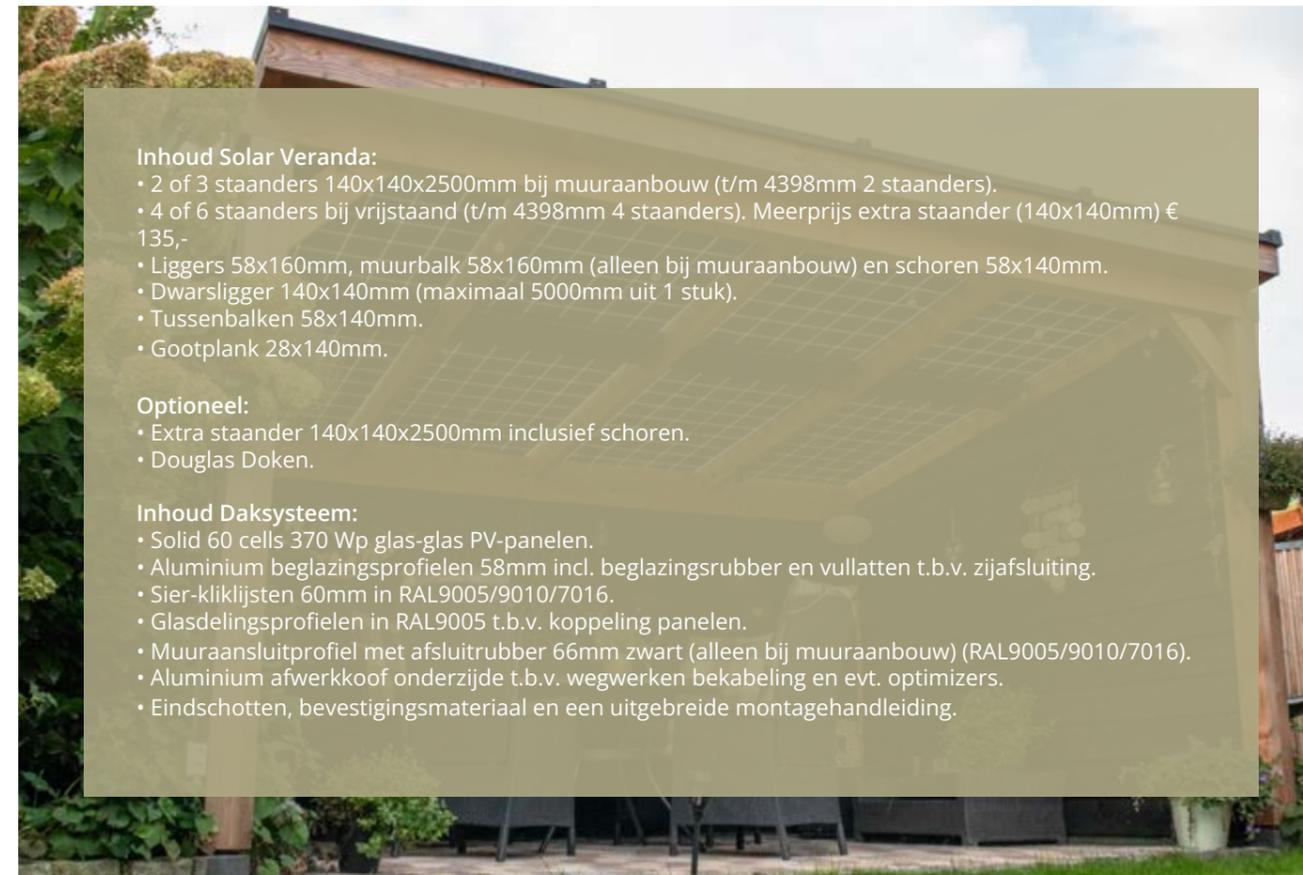 Inhoud Solar Veranda:
• 2 of 3 staanders 140x140x2500mm bij muuraanbouw (t/m 4398mm 2 staanders).
• 4 of 6 staanders bij vrijstaand (t/m 4398mm 4 staanders). Meerprijs extra staander (140x140mm) €
135,-
• Liggers 58x160mm, muurbalk 58x160mm (alleen bij muuraanbouw) en schoren 58x140mm.
• Dwarsligger 140x140mm (maximaal 5000mm uit 1 stuk).
• Tussenbalken 58x140mm.
• Gootplank 28x140mm.
Optioneel:
• Extra staander 140x140x2500mm inclusief schoren.
• Douglas Doken.
Inhoud Daksysteem:
• Solid 60 cells 370 Wp glas-glas PV-panelen.
• Aluminium beglazingsprofielen 58mm incl. beglazingsrubber en vullatten t.b.v. zijafsluiting.
• Sier-kliklijsten 60mm in RAL9005/9010/7016.
• Glasdelingsprofielen in RAL9005 t.b.v. koppeling panelen.
• Muuraansluitprofiel met afsluitrubber 66mm zwart (alleen bij muuraanbouw) (RAL9005/9010/7016).
• Aluminium afwerkkoof onderzijde t.b.v. wegwerken bekabeling en evt. optimizers.
• Eindschotten, bevestigingsmateriaal en een uitgebreide montagehandleiding.